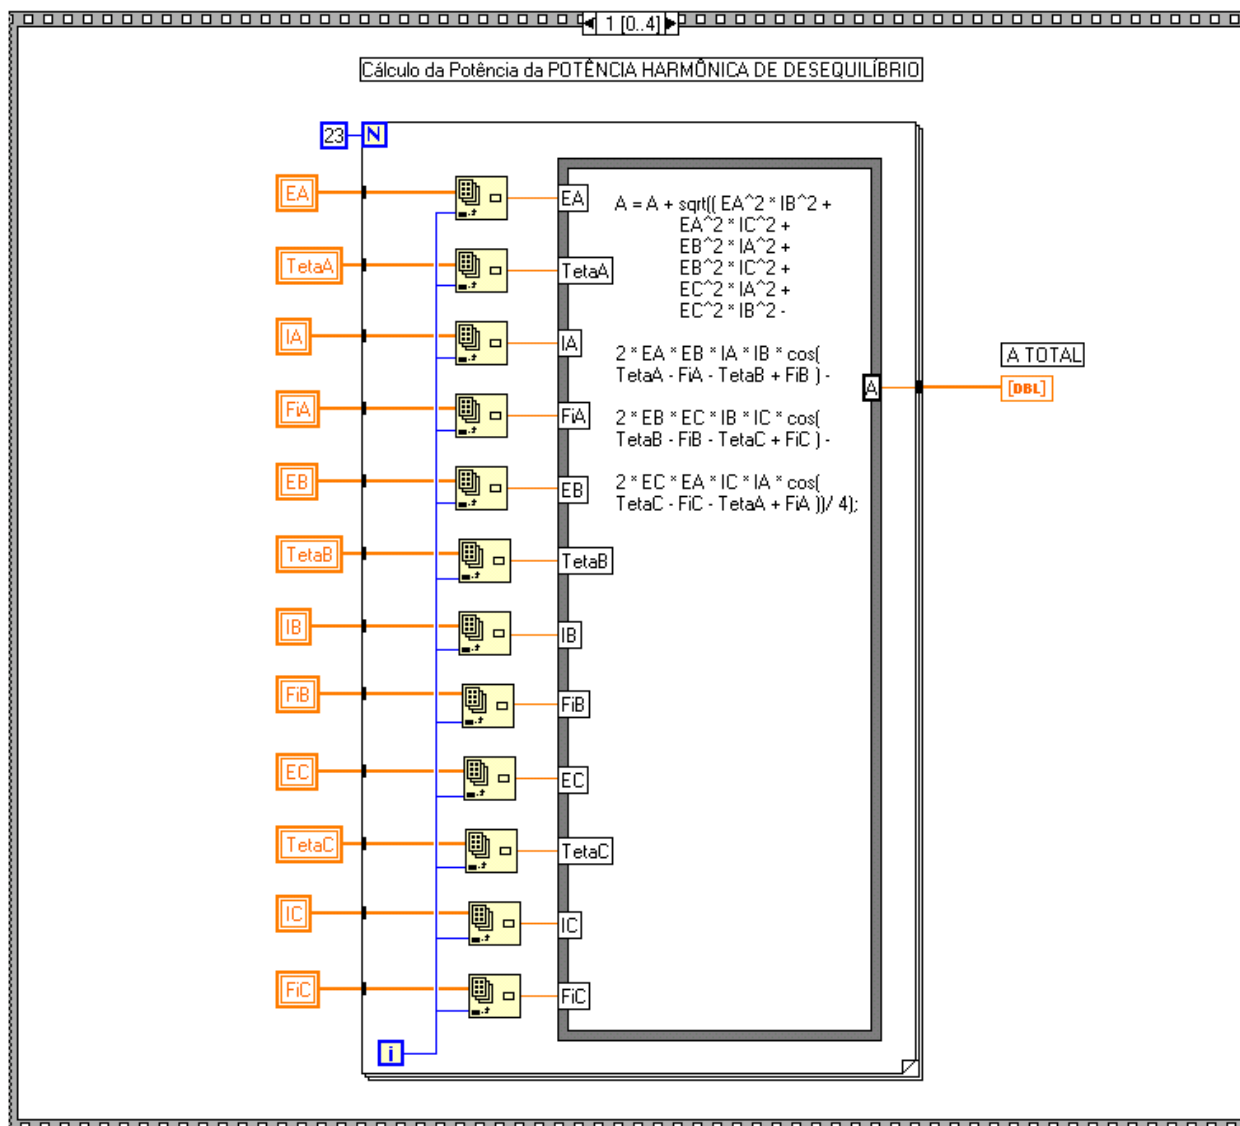 1 [0..4]
Cálculo da Potência da POTÊNCIA HARMÔNICA DE DESEQUILÍBRIO
23 N
EA
EA
A = A + sqrt(( EA^2 * IB^2 +
EA^2 * IC^2 +
EB^2 * IA^2 +
EB^2 * IC^2 +
EC^2 * IA^2 +
EC^2 * IB^2 -
TetaA
TetaA
IA
IA
2 * EA * EB * IA * IB * cos(
TetaA - FiA - TetaB + FiB ) -
A TOTAL
A
[DBL]
FiA
FiA
2 * EB * EC * IB * IC * cos(
TetaB - FiB - TetaC + FiC ) -
EB
EB
2 * EC * EA * IC * IA * cos(
TetaC - FiC - TetaA + FiA ))/ 4);
TetaB
TetaB
IB
IB
FiB
FiB
EC
EC
TetaC
TetaC
IC
IC
FiC
FiC
i